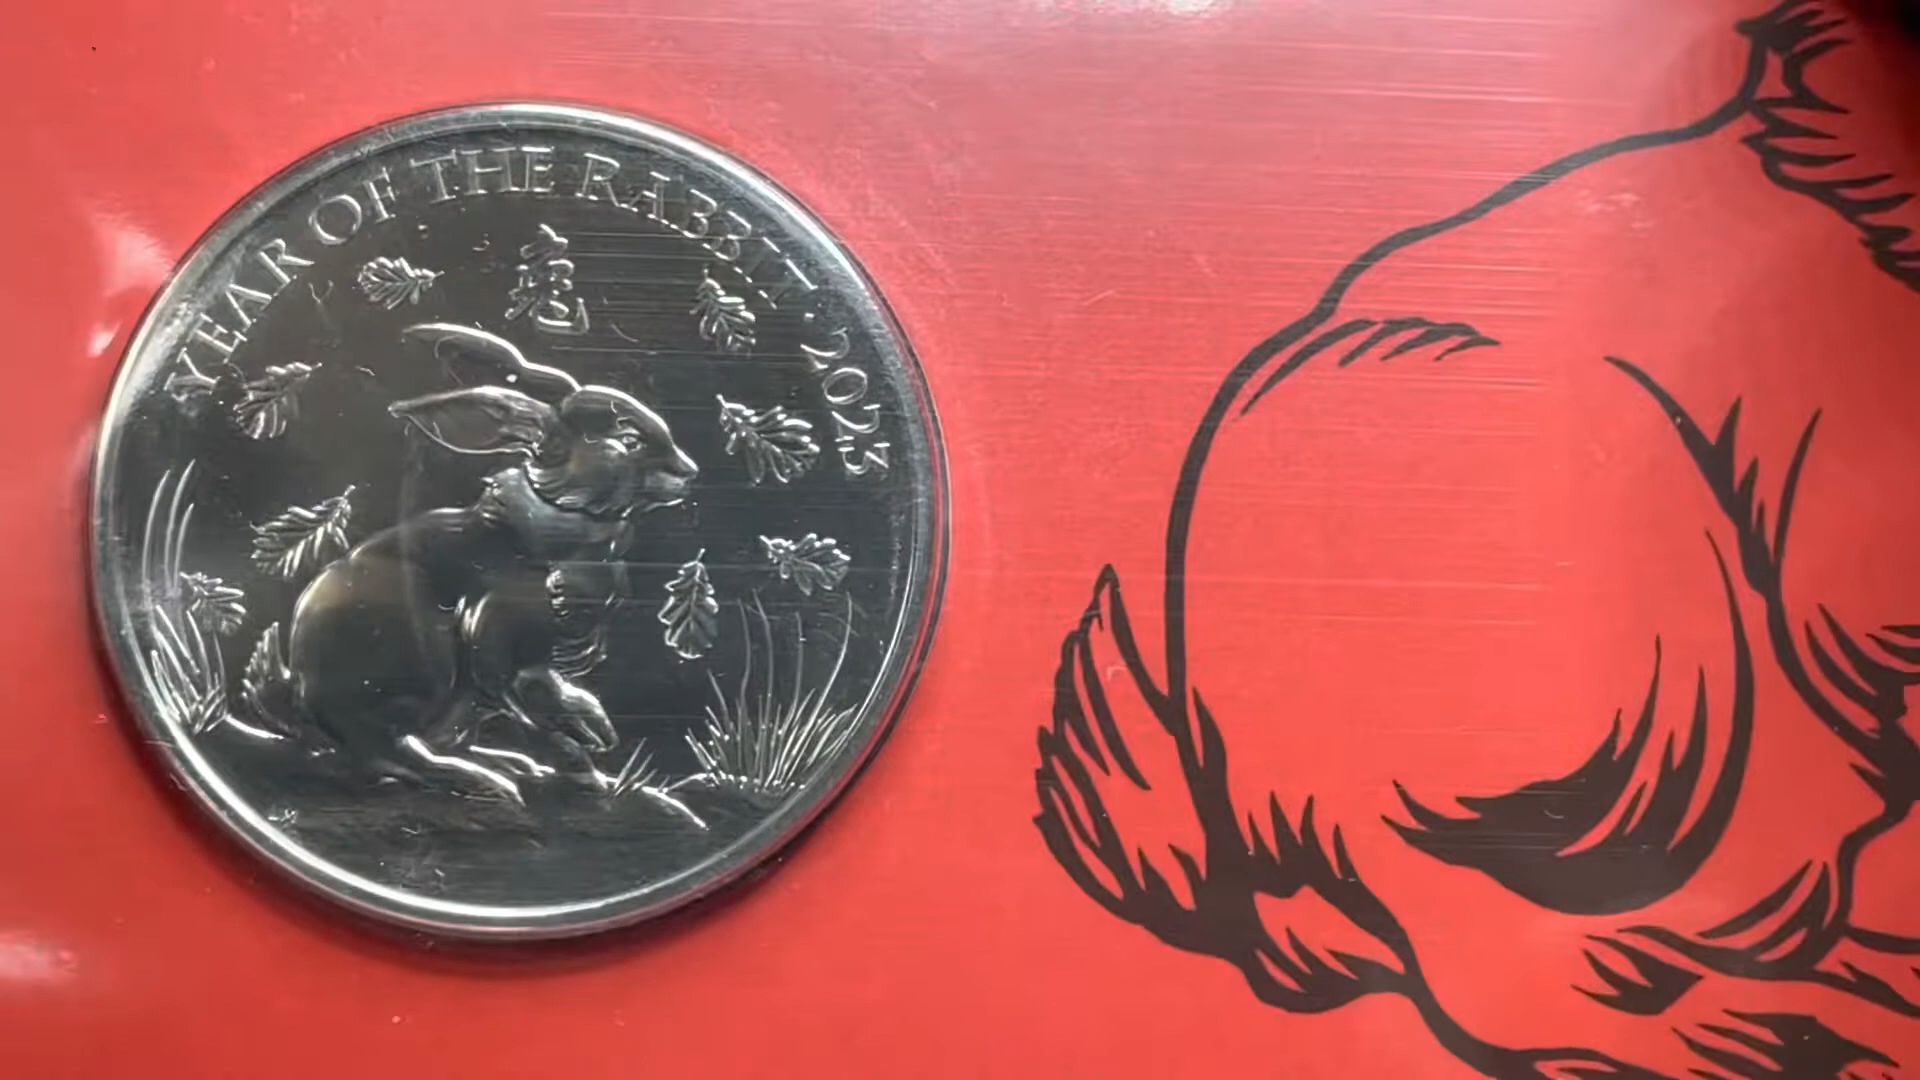 YEAR OF THE RABBIT · 2023
兔